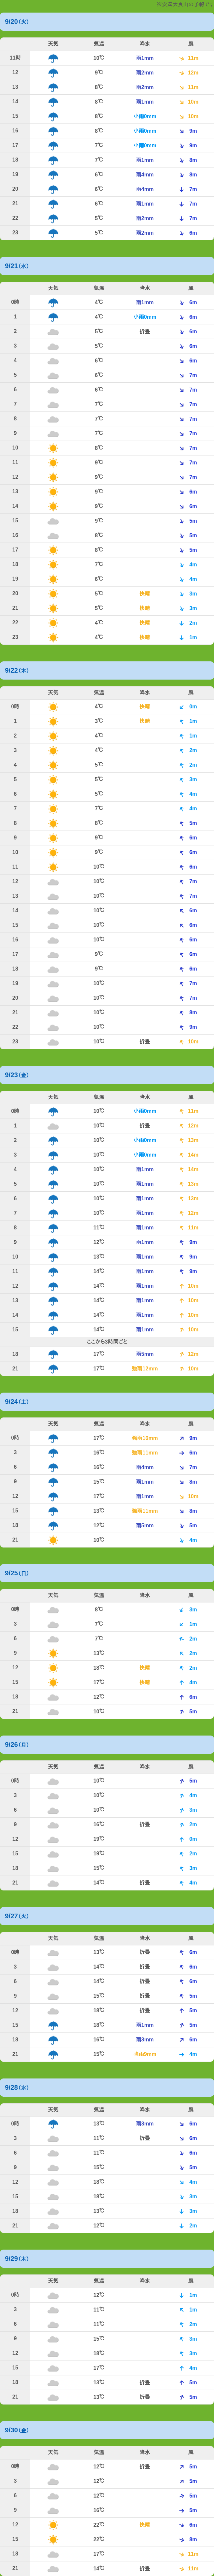 9/20(火)
天気 気温 降水 風
11時 10℃ 雨1mm 11m
12 9℃ 雨2mm 12m
13 8℃ 雨2mm 11m
14 8℃ 雨1mm 10m
15 8℃ 小雨0mm 10m
16 8℃ 小雨0mm 9m
17 7℃ 小雨0mm 9m
18 7℃ 雨1mm 8m
19 6℃ 雨4mm 8m
20 6℃ 雨4mm 7m
21 6℃ 雨1mm 7m
22 5℃ 雨2mm 7m
23 5℃ 雨2mm 6m
9/21(水)
天気 気温 降水 風
0時 4℃ 雨1mm 6m
1 4℃ 小雨0mm 6m
2 5℃ 折畳 6m
3 5℃ 6m
4 6℃ 6m
5 6℃ 7m
6 6℃ 7m
7 7℃ 7m
8 7℃ 7m
9 7℃ 7m
10 8℃ 7m
11 9℃ 7m
12 9℃ 7m
13 9℃ 6m
14 9℃ 6m
15 9℃ 5m
16 8℃ 5m
17 8℃ 5m
18 7℃ 4m
19 6℃ 4m
20 5℃ 快晴 3m
21 5℃ 快晴 3m
22 4℃ 快晴 2m
23 4℃ 快晴 1m
9/22(木)
天気 気温 降水 風
0時 4℃ 快晴 0m
1 3℃ 快晴 1m
2 4℃ 1m
3 4℃ 2m
4 5℃ 2m
5 5℃ 3m
6 5℃ 4m
7 7℃ 4m
8 8℃ 5m
9 9℃ 6m
10 9℃ 6m
11 10℃ 6m
12 10℃ 7m
13 10℃ 7m
14 10℃ 6m
15 10℃ 6m
16 10℃ 6m
17 9℃ 6m
18 9℃ 6m
19 10℃ 7m
20 10℃ 7m
21 10℃ 8m
22 10℃ 9m
23 10℃ 折畳 10m
9/23(金)
天気 気温 降水 風
0時 10℃ 小雨0mm 11m
1 10℃ 折畳 12m
2 10℃ 小雨0mm 13m
3 10℃ 小雨0mm 14m
4 10℃ 雨1mm 14m
5 10℃ 雨1mm 13m
6 10℃ 雨1mm 13m
7 10℃ 雨1mm 12m
8 11℃ 雨1mm 11m
9 12℃ 雨1mm 9m
10 13℃ 雨1mm 9m
11 14℃ 雨1mm 9m
12 14℃ 雨1mm 10m
13 14℃ 雨1mm 10m
14 14℃ 雨1mm 10m
15 14℃ 雨1mm 10m
ここから3時間ごと
18 17℃ 雨5mm 12m
21 17℃ 強雨12mm 10m
9/24(土)
天気 気温 降水 風
0時 17℃ 強雨16mm 9m
3 16℃ 強雨11mm 6m
6 16℃ 雨4mm 7m
9 15℃ 雨1mm 8m
12 17℃ 雨1mm 10m
15 13℃ 強雨11mm 8m
18 12℃ 雨5mm 5m
21 10℃ 4m
9/25(日)
天気 気温 降水 風
0時 8℃ 3m
3 7℃ 1m
6 7℃ 2m
9 13℃ 2m
12 18℃ 快晴 2m
15 17℃ 快晴 4m
18 12℃ 6m
21 10℃ 5m
9/26(月)
天気 気温 降水 風
0時 10℃ 5m
3 10℃ 4m
6 10℃ 3m
9 16℃ 折畳 2m
12 19℃ 0m
15 19℃ 2m
18 15℃ 3m
21 14℃ 折畳 4m
9/27(火)
天気 気温 降水 風
0時 13℃ 折畳 6m
3 14℃ 折畳 6m
6 14℃ 折畳 6m
9 15℃ 折畳 5m
12 18℃ 折畳 5m
15 18℃ 雨1mm 5m
18 16℃ 雨3mm 6m
21 15℃ 強雨9mm 4m
9/28(水)
天気 気温 降水 風
0時 13℃ 雨3mm 6m
3 11℃ 折畳 6m
6 11℃ 6m
9 15℃ 5m
12 18℃ 4m
15 18℃ 3m
18 13℃ 3m
21 12℃ 2m
9/29(木)
天気 気温 降水 風
0時 12℃ 1m
3 11℃ 1m
6 11℃ 2m
9 15℃ 3m
12 18℃ 3m
15 17℃ 4m
18 13℃ 折畳 5m
21 13℃ 折畳 5m
9/30(金)
天気 気温 降水 風
0時 12℃ 折畳 5m
3 12℃ 5m
6 12℃ 5m
9 16℃ 5m
12 22℃ 快晴 6m
15 22℃ 8m
18 17℃ 11m
21 14℃ 折畳 11m